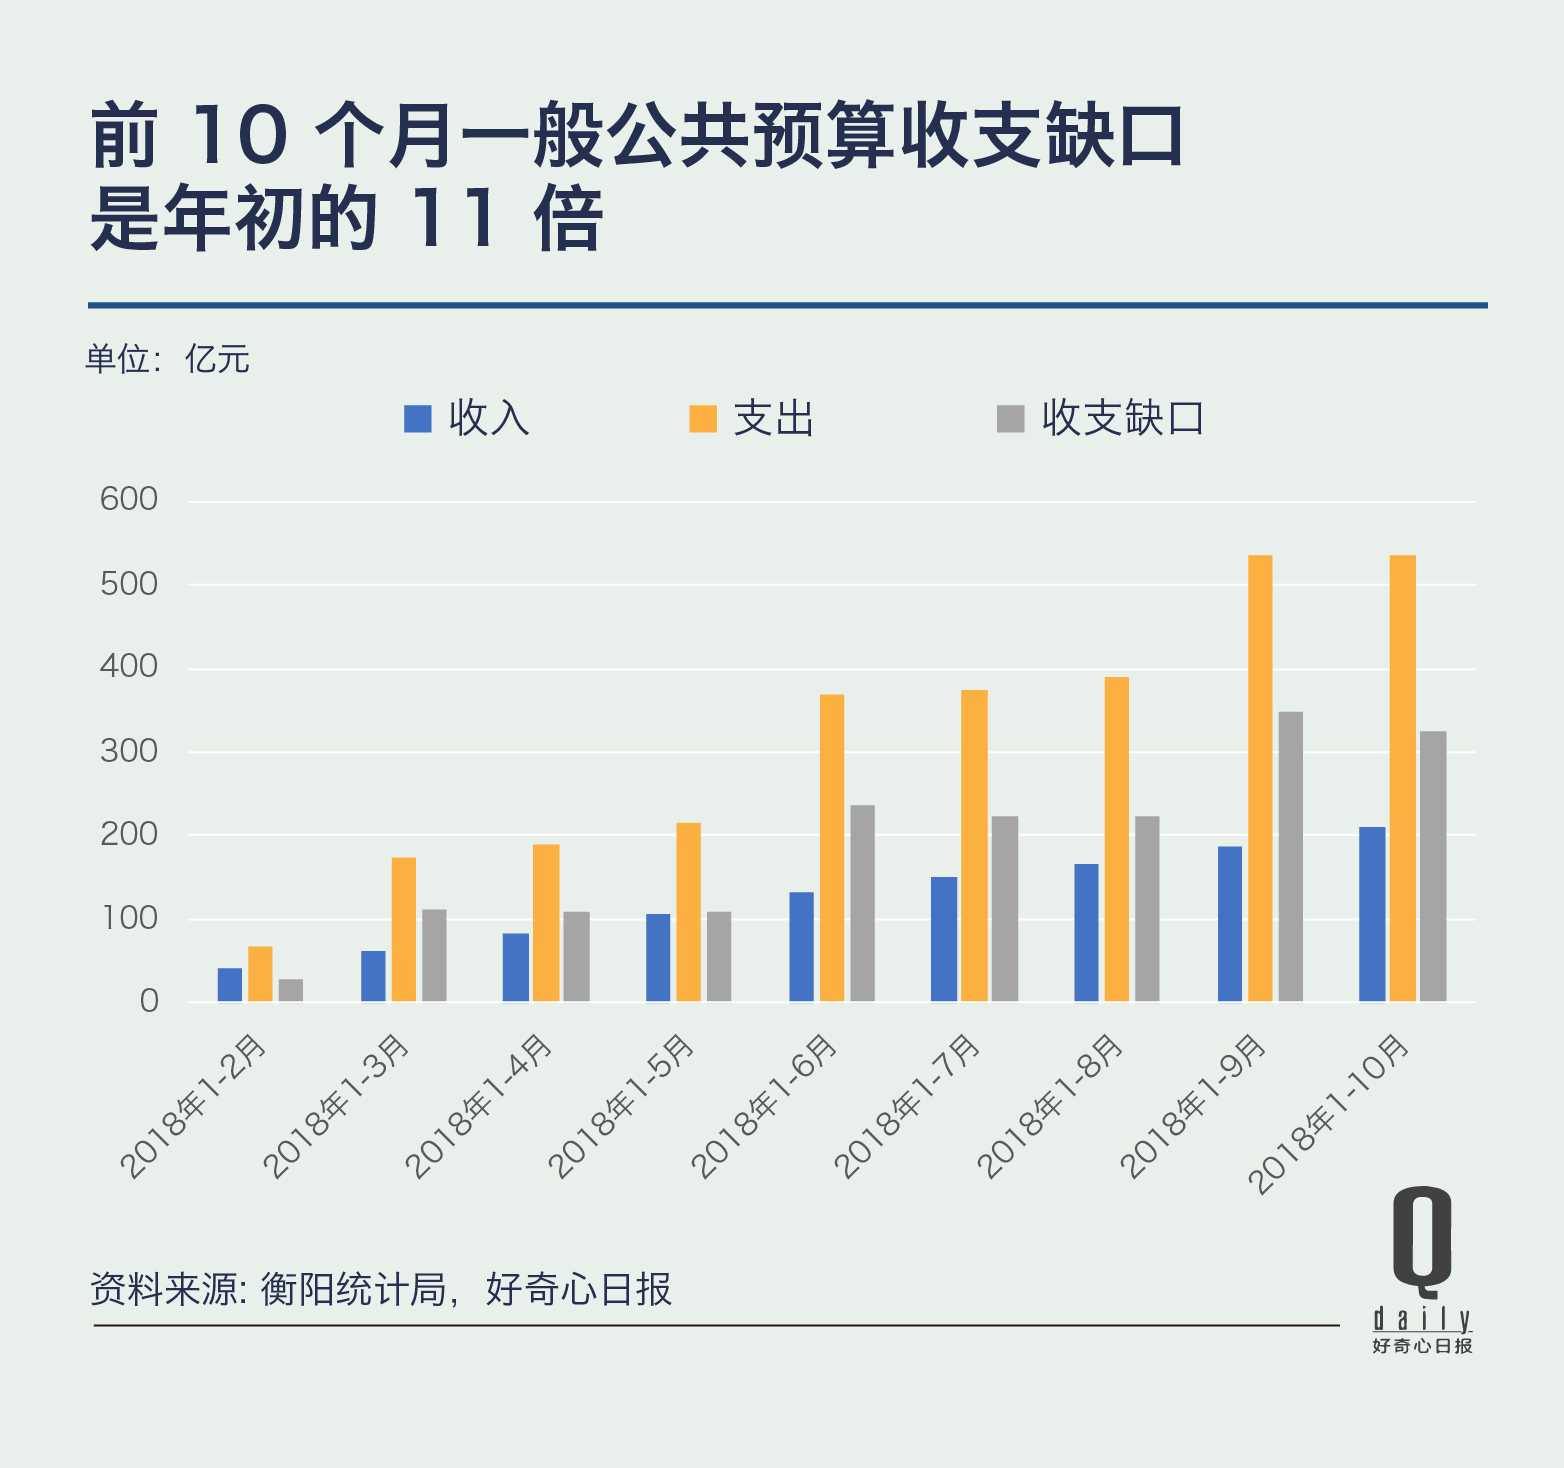 前 10 个月一般公共预算收支缺口
是年初的 11 倍
单位：亿元
收入 支出 收支缺口
600
500
400
300
200
100
0
2018年1-2月 2018年1-3月 2018年1-4月 2018年1-5月 2018年1-6月 2018年1-7月 2018年1-8月 2018年1-9月 2018年1-10月
资料来源: 衡阳统计局，好奇心日报
Q
daily
好奇心日报